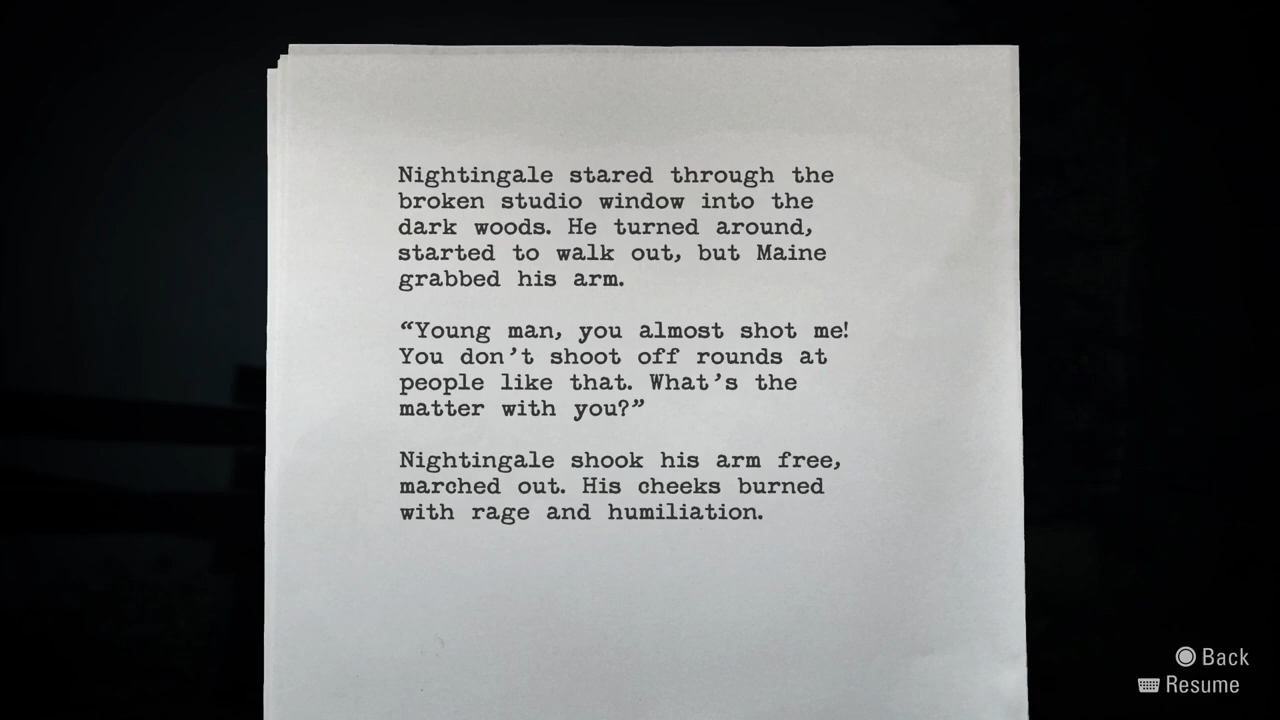 Nightingale stared through the
broken studio window into the
dark woods. He turned around,
started to walk out, but Maine
grabbed his arm.
“Young man, you almost shot me!
You don’t shoot off rounds at
people like that. What’s the
matter with you?”
Nightingale shook his arm free,
marched out. His cheeks burned
with rage and humiliation.
Back
Resume